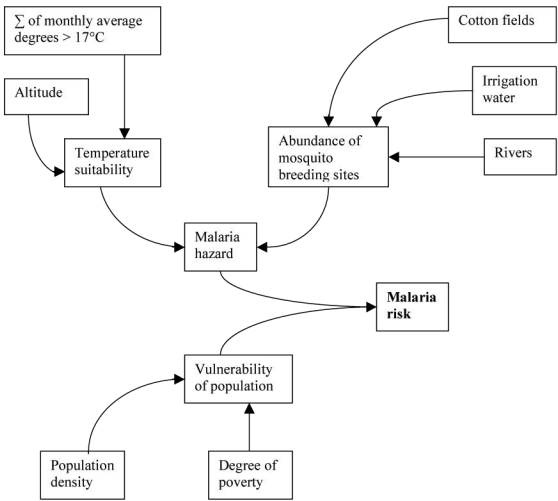 ∑ of monthly average
degrees > 17°C
Cotton fields
Altitude
Irrigation
water
Temperature
suitability
Abundance of
mosquito
breeding sites
Rivers
Malaria
hazard
Malaria
risk
Vulnerability
of population
Population
density
Degree of
poverty